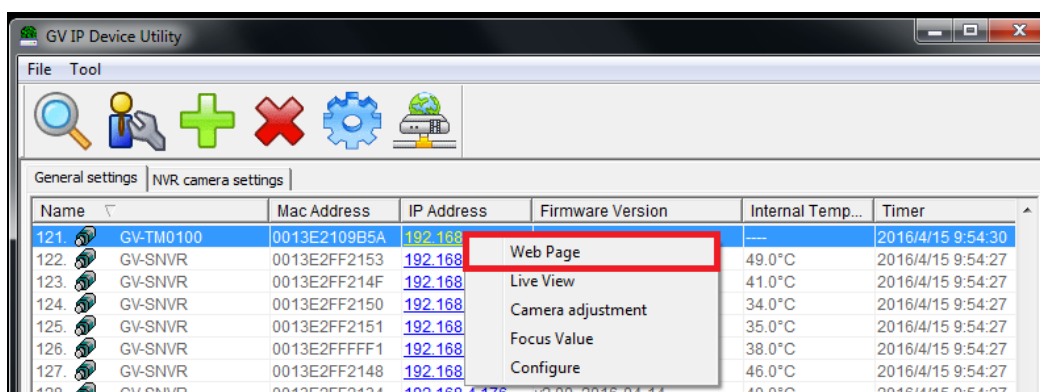 GV IP Device Utility
File Tool
General settings NVR camera settings
Name Mac Address IP Address Firmware Version Internal Temp... Timer
121. GV-TM0100 0013E2109B5A 192.168 ---- 2016/4/15 9:54:30
122. GV-SNVR 0013E2FF2153 192.168 49.0°C 2016/4/15 9:54:27
123. GV-SNVR 0013E2FF214F 192.168 41.0°C 2016/4/15 9:54:27
124. GV-SNVR 0013E2FF2150 192.168 34.0°C 2016/4/15 9:54:27
125. GV-SNVR 0013E2FF2151 192.168 35.0°C 2016/4/15 9:54:27
126. GV-SNVR 0013E2FFFFF1 192.168 38.0°C 2016/4/15 9:54:27
127. GV-SNVR 0013E2FF2148 192.168 46.0°C 2016/4/15 9:54:27
Web Page
Live View
Camera adjustment
Focus Value
Configure